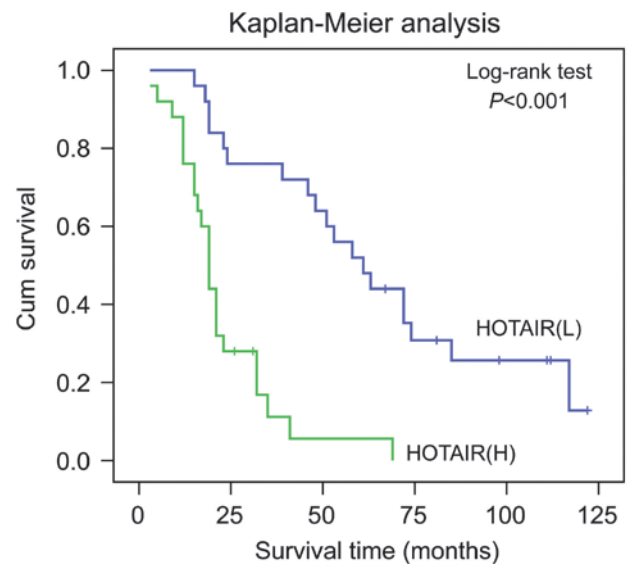 Kaplan-Meier analysis
Log-rank test
P<0.001
1.0
0.8
0.6
0.4
0.2
0.0
Cum survival
HOTAIR(L)
HOTAIR(H)
0
25
50
75
100
125
Survival time (months)